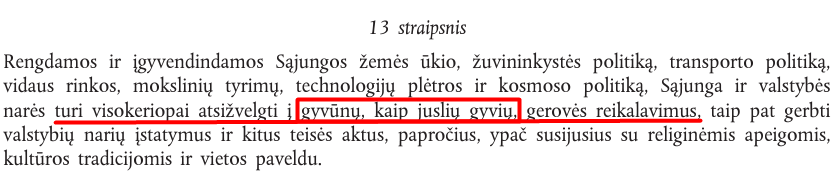 13 straipsnis
Rengdamos ir įgyvendindamos Sąjungos žemės ūkio, žuvininkystės politiką, transporto politiką,
vidaus rinkos, mokslinių tyrimų, technologijų plėtros ir kosmoso politiką, Sąjunga ir valstybės
narės turi visokeriopai atsižvelgti į gyvūnų, kaip juslių gyvių, gerovės reikalavimus, taip pat gerbti
valstybių narių įstatymus ir kitus teisės aktus, papročius, ypač susijusius su religinėmis apeigomis,
kultūros tradicijomis ir vietos paveldu.